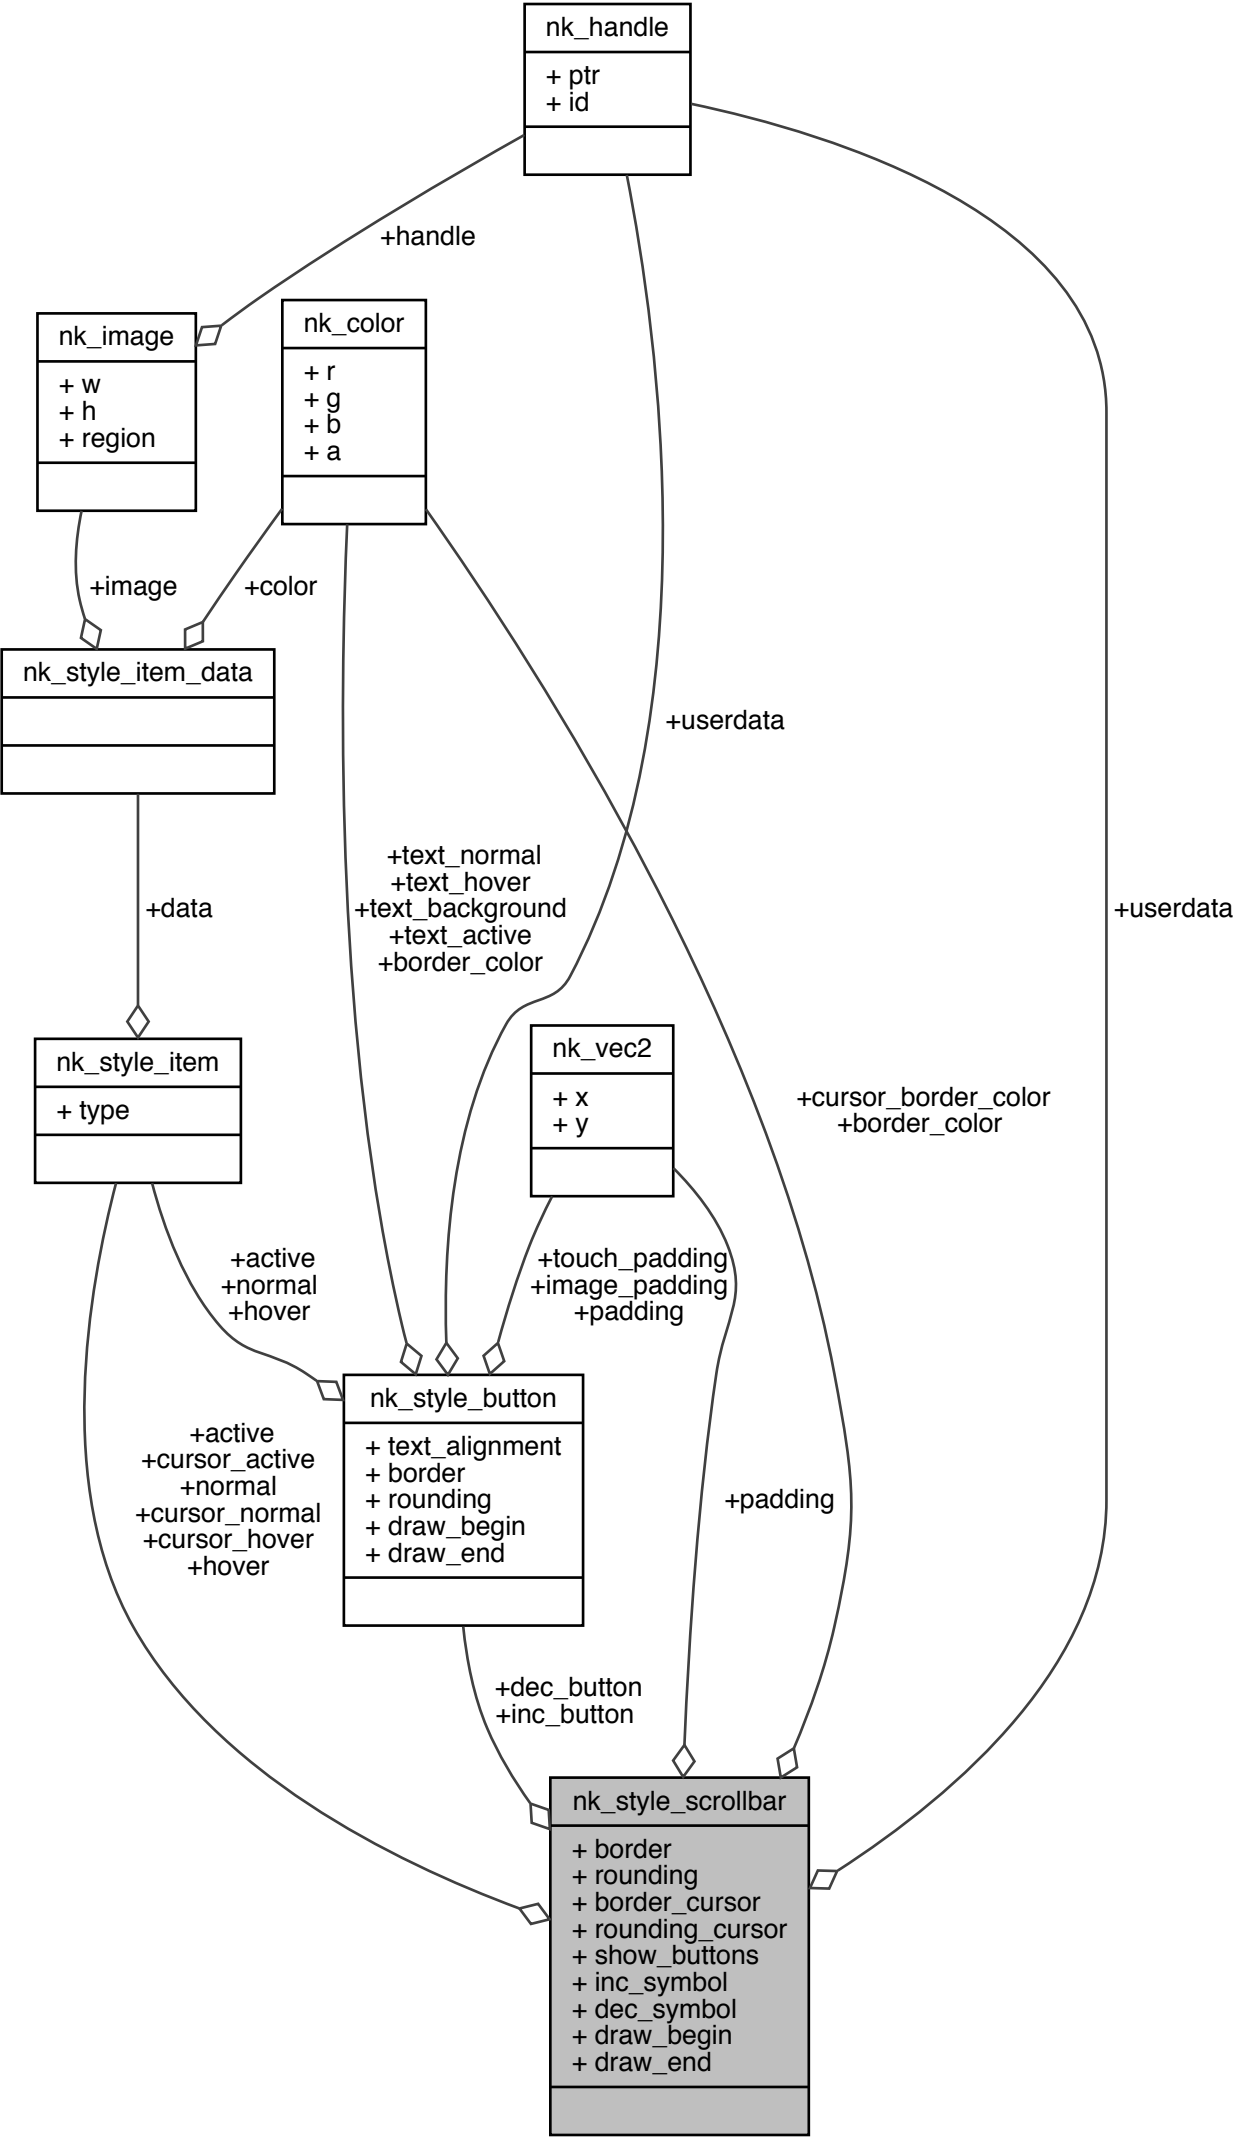 nk_handle
+ ptr
+ id
+handle
nk_image
+ w
+ h
+ region
nk_color
+ r
+ g
+ b
+ a
+image
+color
nk_style_item_data
+userdata
+text_normal
+text_hover
+text_background
+text_active
+border_color
+data
+userdata
nk_style_item
+ type
nk_vec2
+ x
+ y
+cursor_border_color
+border_color
+active
+normal
+hover
+touch_padding
+image_padding
+padding
nk_style_button
+ text_alignment
+ border
+ rounding
+ draw_begin
+ draw_end
+active
+cursor_active
+normal
+cursor_normal
+cursor_hover
+hover
+padding
+dec_button
+inc_button
nk_style_scrollbar
+ border
+ rounding
+ border_cursor
+ rounding_cursor
+ show_buttons
+ inc_symbol
+ dec_symbol
+ draw_begin
+ draw_end